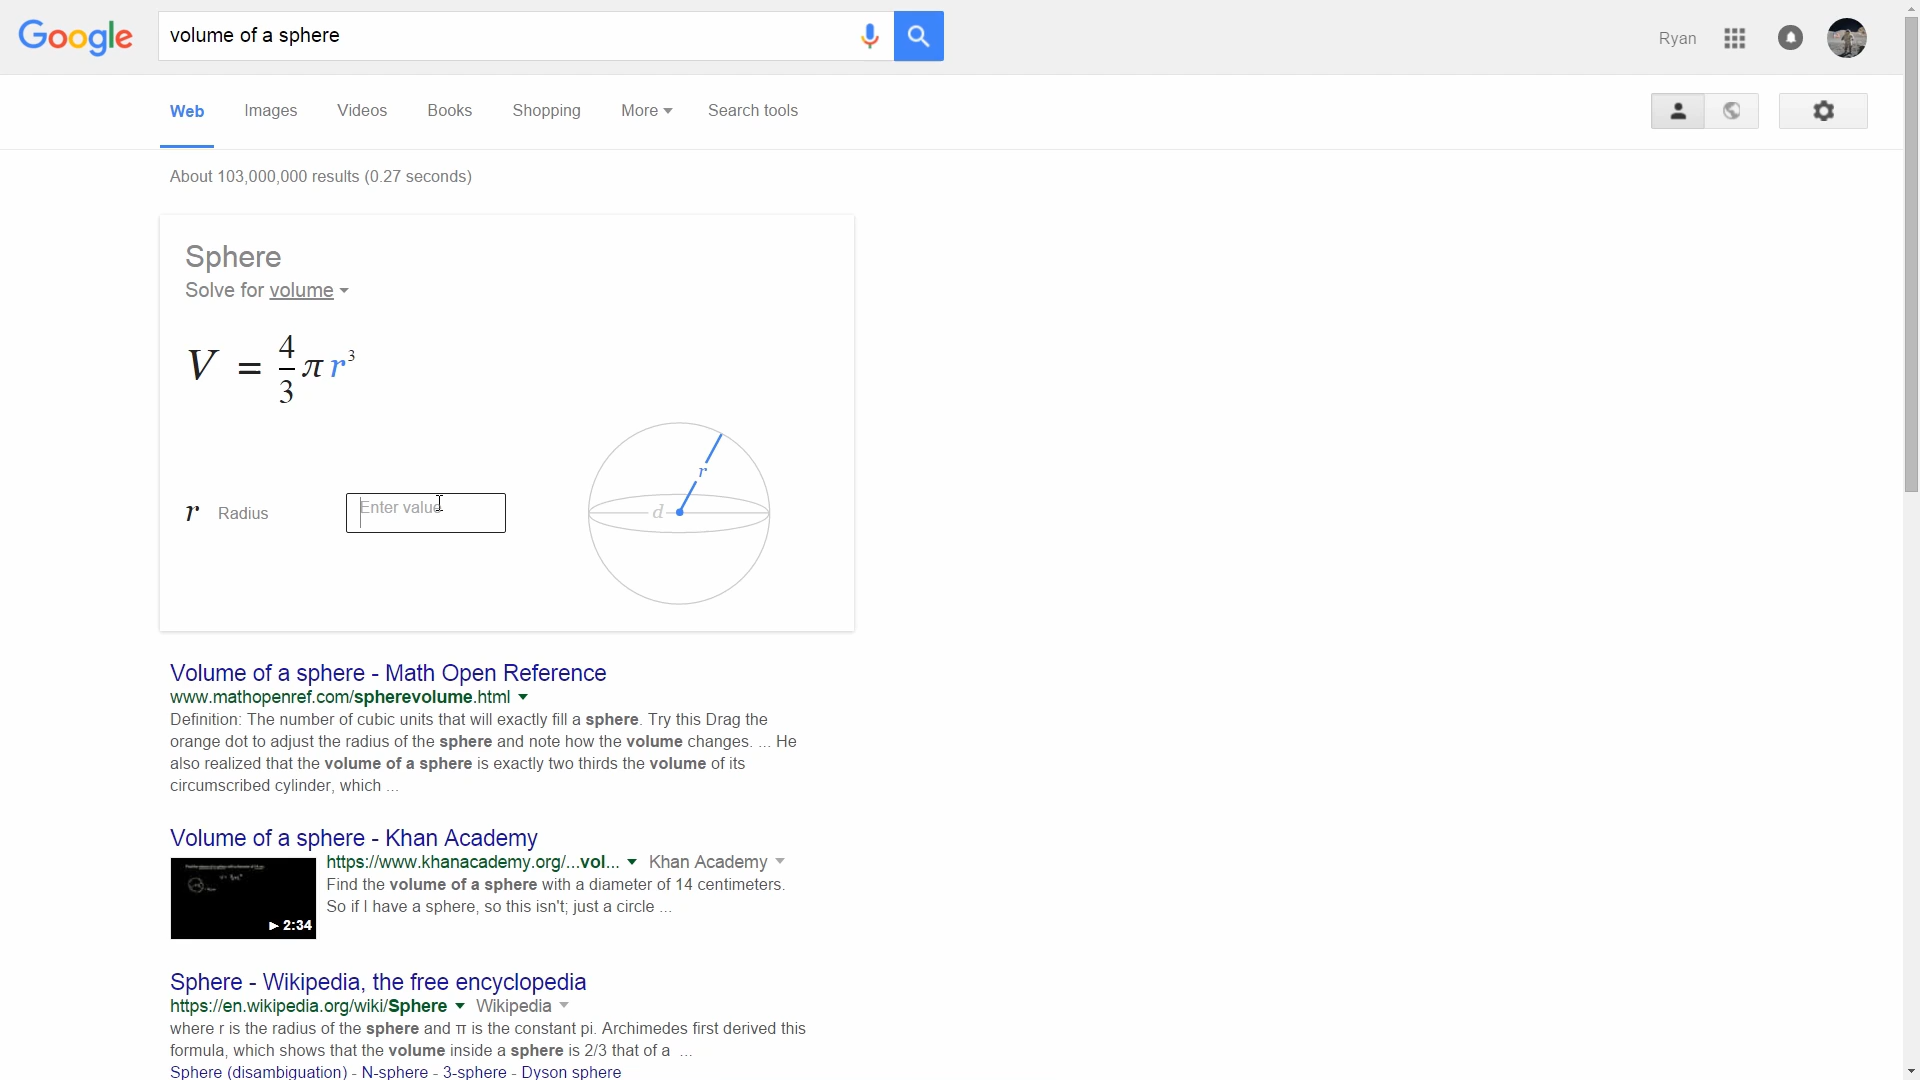 Google
volume of a sphere
Ryan
Web Images Videos Books Shopping More Search tools
About 103,000,000 results (0.27 seconds)
Sphere
Solve for volume
V = 4/3 π r³
r
d
r Radius Enter value
Volume of a sphere - Math Open Reference
www.mathopenref.com/spherevolume.html
Definition: The number of cubic units that will exactly fill a sphere. Try this Drag the
orange dot to adjust the radius of the sphere and note how the volume changes. ... He
also realized that the volume of a sphere is exactly two thirds the volume of its
circumscribed cylinder, which ...
Volume of a sphere - Khan Academy
https://www.khanacademy.org/...vol... Khan Academy
Find the volume of a sphere with a diameter of 14 centimeters.
So if I have a sphere, so this isn't; just a circle ...
2:34
Sphere - Wikipedia, the free encyclopedia
https://en.wikipedia.org/wiki/Sphere Wikipedia
where r is the radius of the sphere and π is the constant pi. Archimedes first derived this
formula, which shows that the volume inside a sphere is 2/3 that of a ...
Sphere (disambiguation) - N-sphere - 3-sphere - Dyson sphere